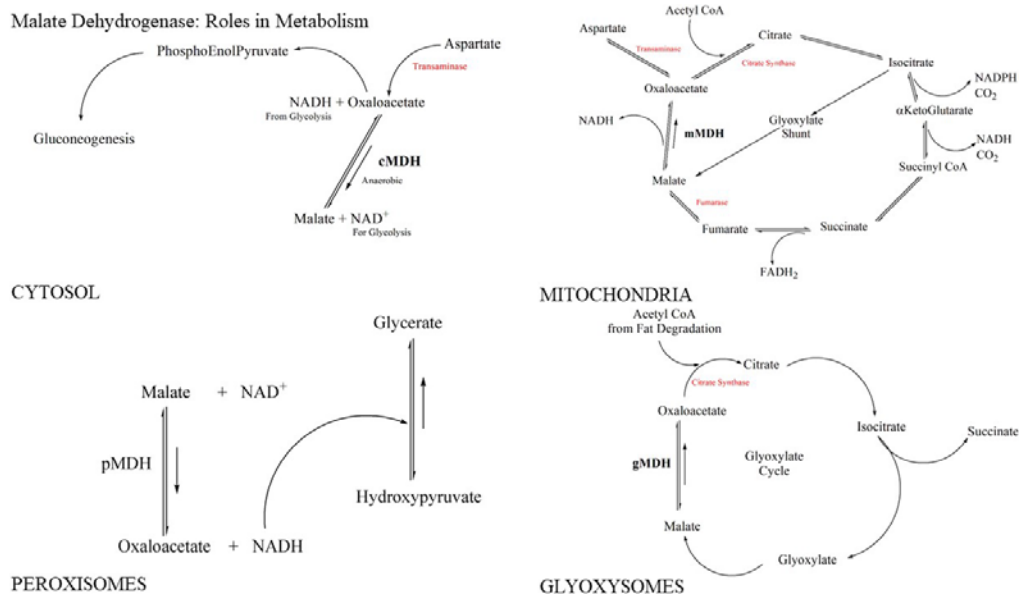 Malate Dehydrogenase: Roles in Metabolism
PhosphoEnolPyruvate
Aspartate
Transaminase
NADH + Oxaloacetate
From Glycolysis
Gluconeogenesis
cMDH
Anaerobic
Malate + NAD+
For Glycolysis
CYTOSOL
Acetyl CoA
Aspartate
Citrate
Transaminase
Citrate Synthase
Isocitrate
Oxaloacetate
NADPH
CO2
αKetoGlutarate
NADH
mMDH
Glyoxylate
Shunt
NADH
CO2
Succinyl CoA
Malate
Fumarase
Fumarate
Succinate
FADH2
MITOCHONDRIA
Glycerate
Malate + NAD+
pMDH
Hydroxypyruvate
Oxaloacetate + NADH
PEROXISOMES
Acetyl CoA
from Fat Degradation
Citrate
Citrate Synthase
Oxaloacetate
Isocitrate
Succinate
gMDH
Glyoxylate
Cycle
Malate
Glyoxylate
GLYOXYSOMES